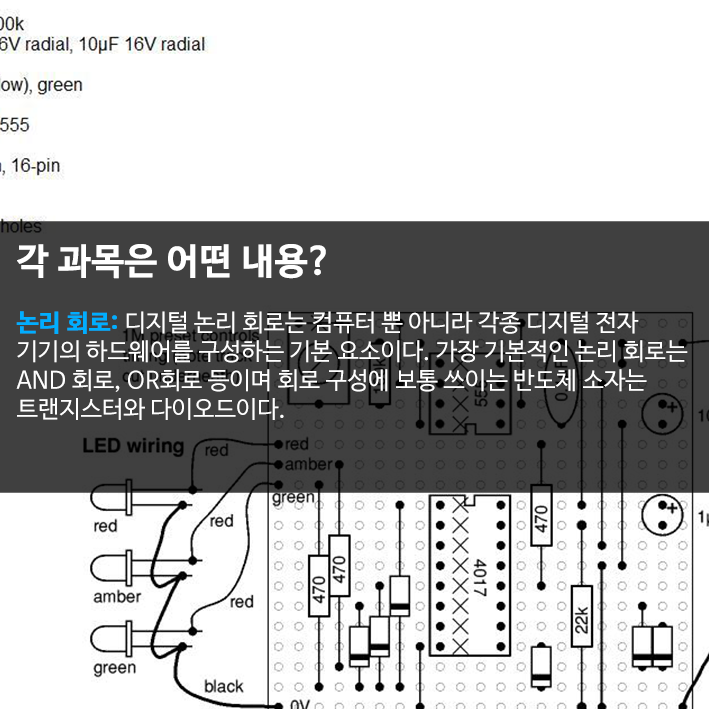 00k
6V radial, 10µF 16V radial
low), green
555
, 16-pin
holes
각 과목은 어떤 내용?
논리 회로: 디지털 논리 회로는 컴퓨터 뿐 아니라 각종 디지털 전자
기기의 하드웨어를 구성하는 기본 요소이다. 가장 기본적인 논리 회로는
AND 회로, OR회로 등이며 회로 구성에 보통 쓰이는 반도체 소자는
트랜지스터와 다이오드이다.
LED wiring
red
red
amber
green
red
red
amber
red
green
black
0V
470
470
4017
470
22k
+
+